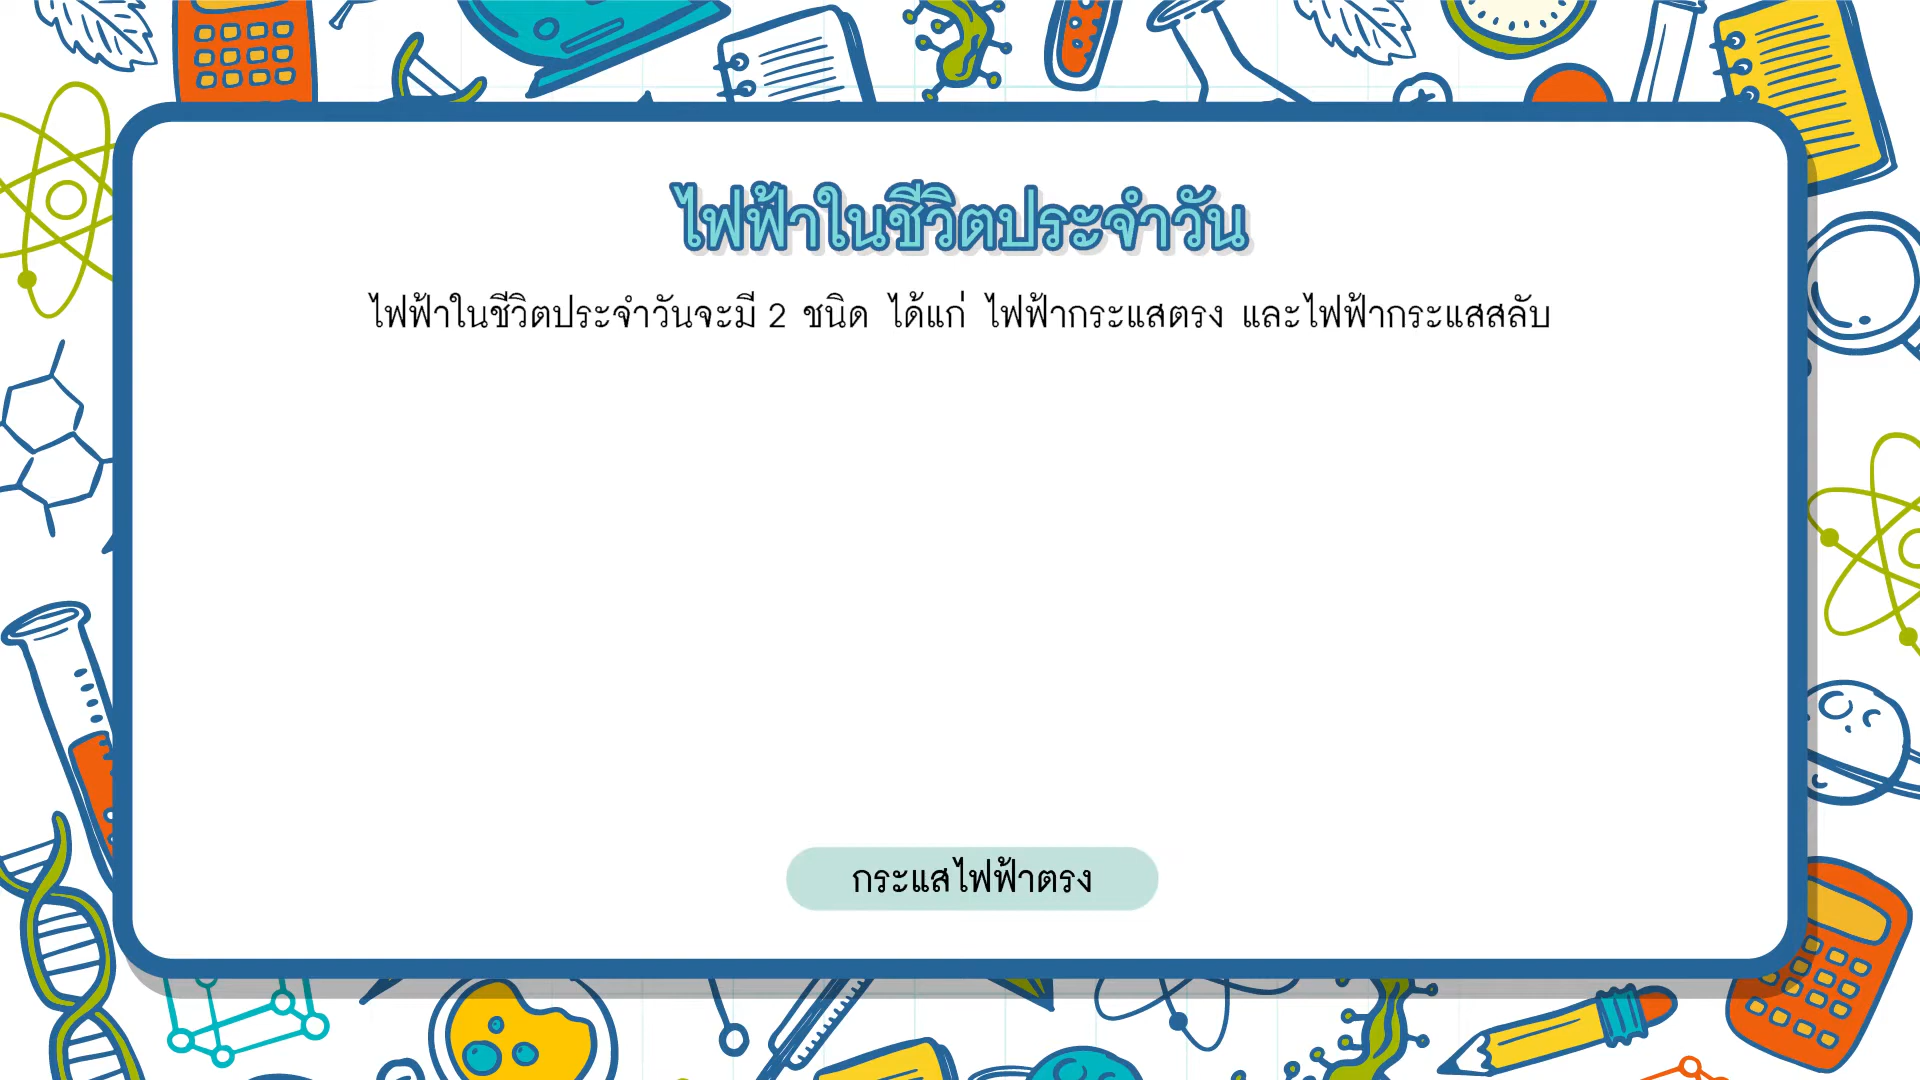 ไฟฟ้าในชีวิตประจำวัน
ไฟฟ้าในชีวิตประจำวันจะมี 2 ชนิด ได้แก่ ไฟฟ้ากระแสตรง และไฟฟ้ากระแสสลับ
กระแสไฟฟ้าตรง